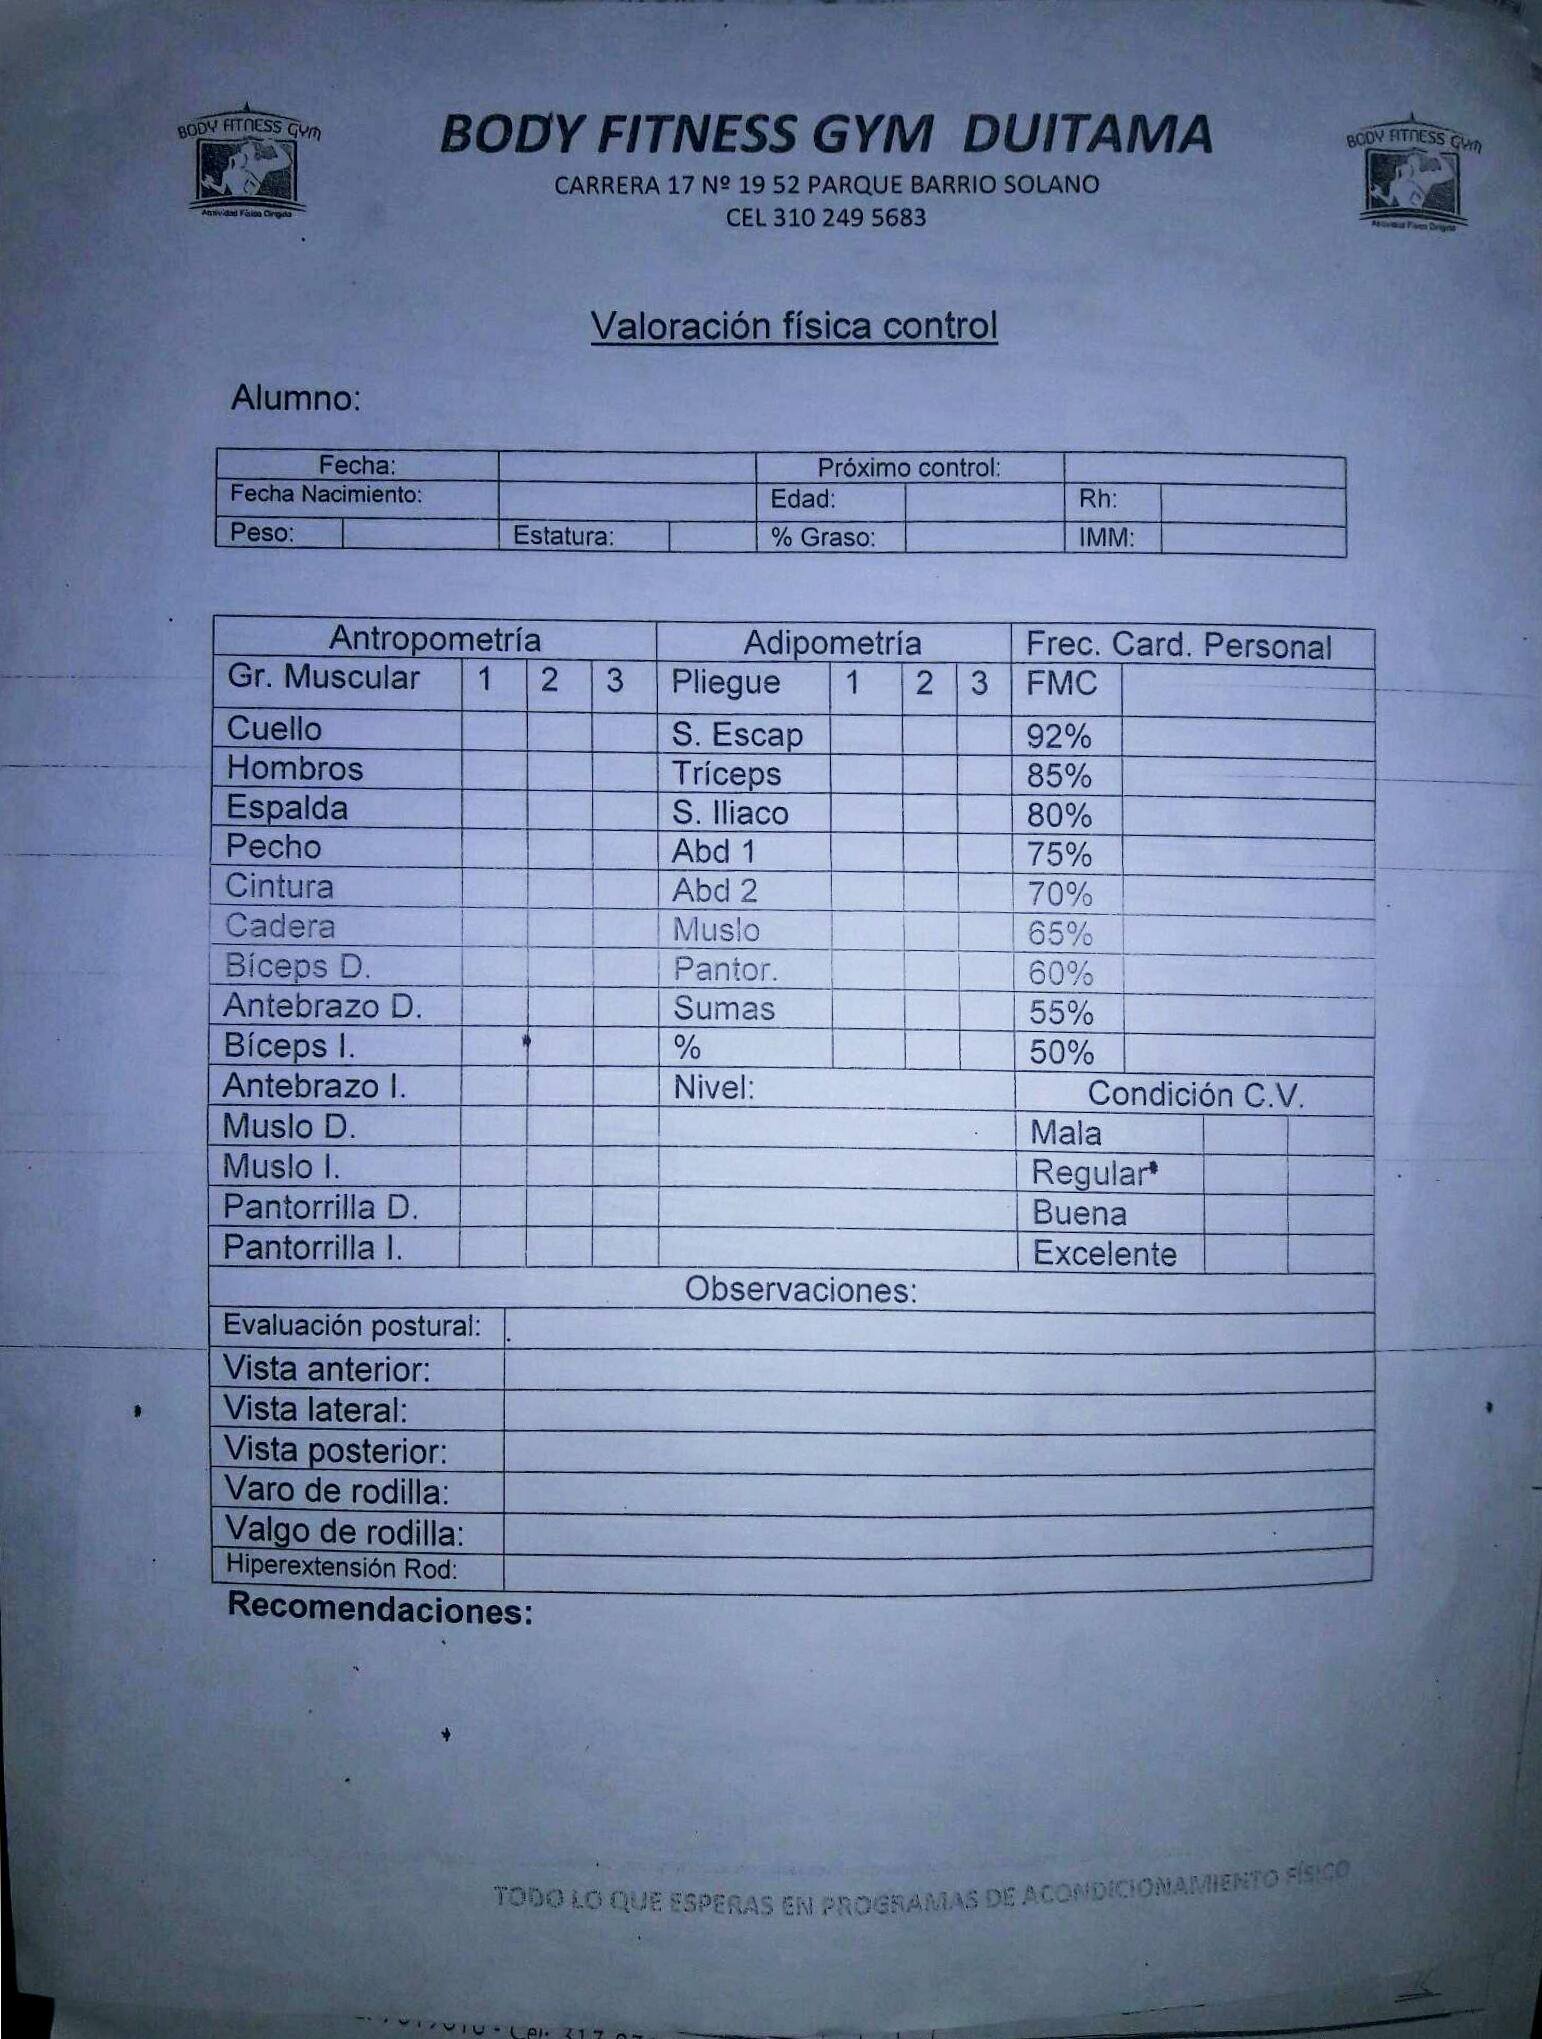 BODY FITNESS GYM
Actividad Física Dirigida
BODY FITNESS GYM DUITAMA
CARRERA 17 Nº 19 52 PARQUE BARRIO SOLANO
CEL 310 249 5683
BODY FITNESS GYM
Actividad Física Dirigida
Valoración física control
Alumno:
Fecha: Próximo control:
Fecha Nacimiento: Edad: Rh:
Peso: Estatura: % Graso: IMM:
Antropometría Adipometría Frec. Card. Personal
Gr. Muscular 1 2 3 Pliegue 1 2 3 FMC
Cuello S. Escap 92%
Hombros Tríceps 85%
Espalda S. Iliaco 80%
Pecho Abd 1 75%
Cintura Abd 2 70%
Cadera Muslo 65%
Bíceps D. Pantor. 60%
Antebrazo D. Sumas 55%
Bíceps I. % 50%
Antebrazo I. Nivel: Condición C.V.
Muslo D. Mala
Muslo I. Regular
Pantorrilla D. Buena
Pantorrilla I. Excelente
Observaciones:
Evaluación postural:
Vista anterior:
Vista lateral:
Vista posterior:
Varo de rodilla:
Valgo de rodilla:
Hiperextensión Rod:
Recomendaciones:
TODO LO QUE ESPERAS EN PROGRAMAS DE ACONDICIONAMIENTO FÍSICO